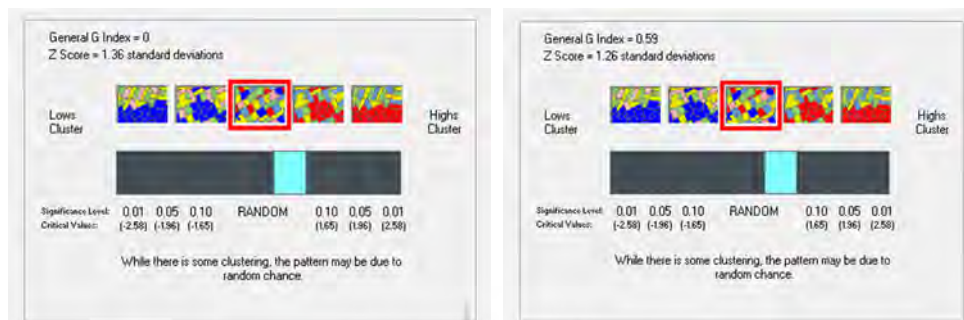 General G Index = 0
Z Score = 1.36 standard deviations
Lows
Cluster
Highs
Cluster
Significance Level: 0.01 0.05 0.10 RANDOM 0.10 0.05 0.01
Critical Values: (-2.58) (-1.96) (-1.65) (1.65) (1.96) (2.58)
While there is some clustering, the pattern may be due to
random chance.
General G Index = 0.59
Z Score = 1.26 standard deviations
Lows
Cluster
Highs
Cluster
Significance Level: 0.01 0.05 0.10 RANDOM 0.10 0.05 0.01
Critical Values: (-2.58) (-1.96) (-1.65) (1.65) (1.96) (2.58)
While there is some clustering, the pattern may be due to
random chance.